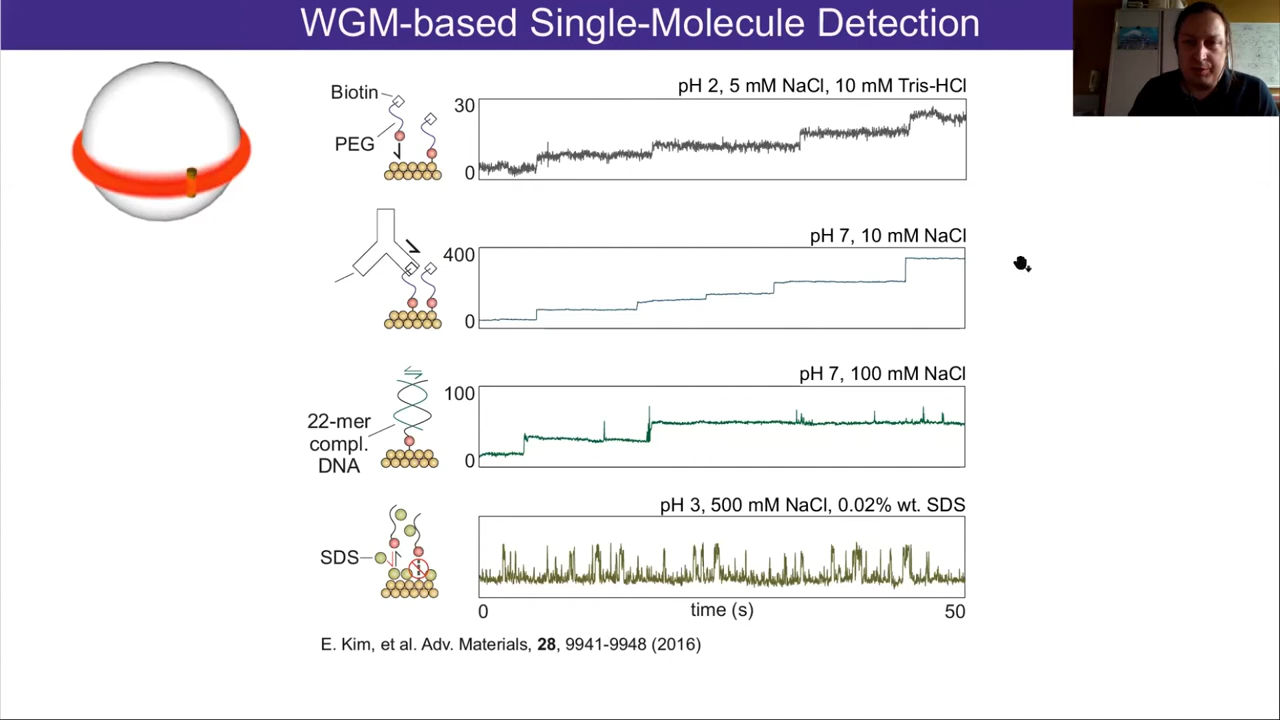 WGM-based Single-Molecule Detection
pH 2, 5 mM NaCl, 10 mM Tris-HCl
Biotin
PEG
30
0
pH 7, 10 mM NaCl
400
0
pH 7, 100 mM NaCl
100
0
22-mer
compl.
DNA
pH 3, 500 mM NaCl, 0.02% wt. SDS
SDS
0
time (s)
50
E. Kim, et al. Adv. Materials, 28, 9941-9948 (2016)